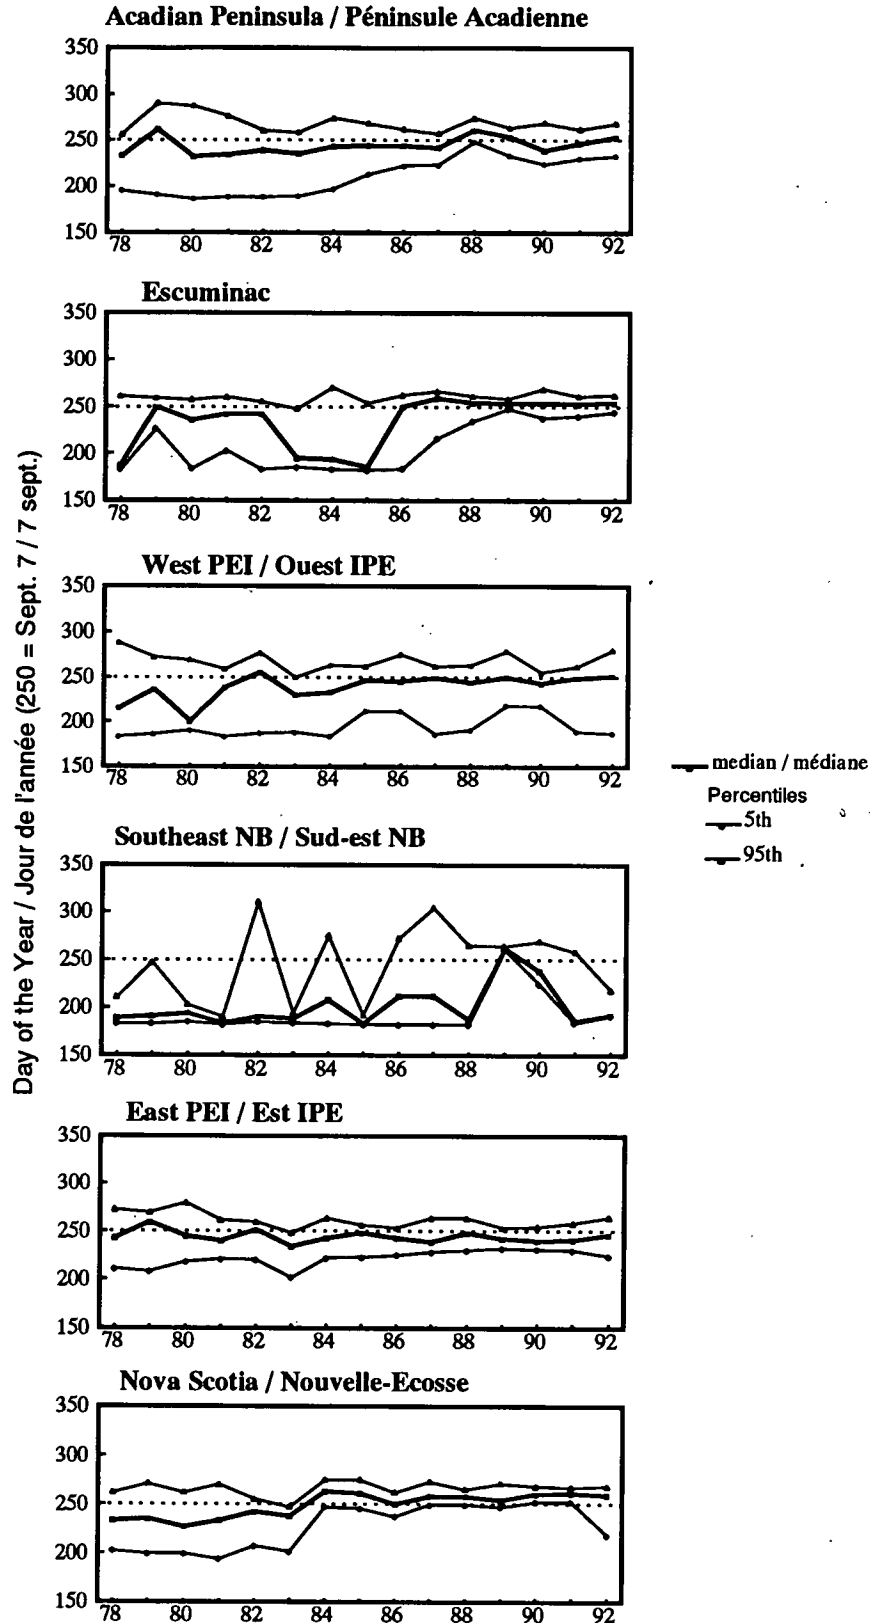 Acadian Peninsula / Péninsule Acadienne
350
300
250
200
150
78 80 82 84 86 88 90 92
Escuminac
350
300
250
200
150
78 80 82 84 86 88 90 92
West PEI / Ouest IPE
350
300
250
200
150
78 80 82 84 86 88 90 92
Southeast NB / Sud-est NB
350
300
250
200
150
78 80 82 84 86 88 90 92
East PEI / Est IPE
350
300
250
200
150
78 80 82 84 86 88 90 92
Nova Scotia / Nouvelle-Ecosse
350
300
250
200
150
78 80 82 84 86 88 90 92
Day of the Year / Jour de l'année (250 = Sept. 7 / 7 sept.)
median / médiane
Percentiles
5th
95th